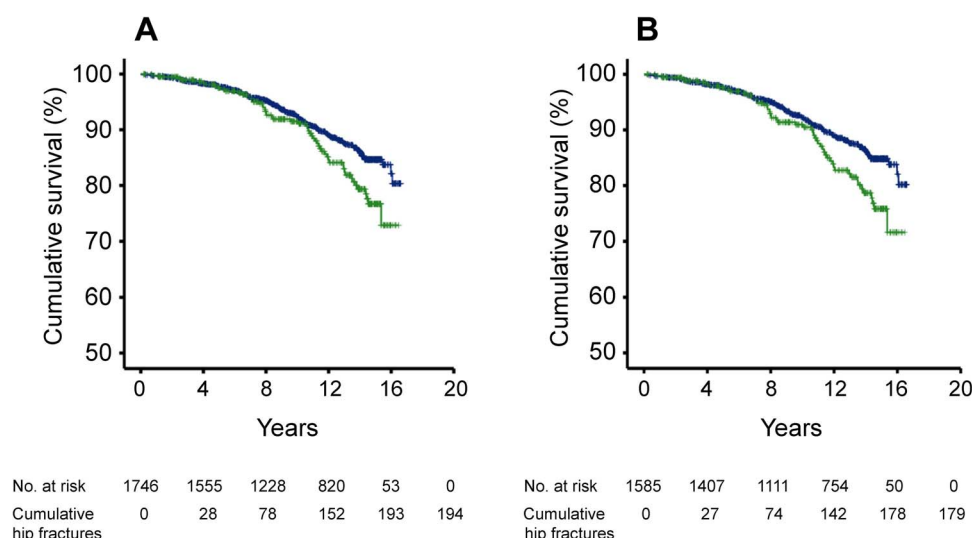 A
B
Cumulative survival (%)
100
90
80
70
60
50
0 4 8 12 16 20
Years
Cumulative survival (%)
100
90
80
70
60
50
0 4 8 12 16 20
Years
No. at risk 1746 1555 1228 820 53 0
Cumulative 0 28 78 152 193 194
hip fractures
No. at risk 1585 1407 1111 754 50 0
Cumulative 0 27 74 142 178 179
hip fractures